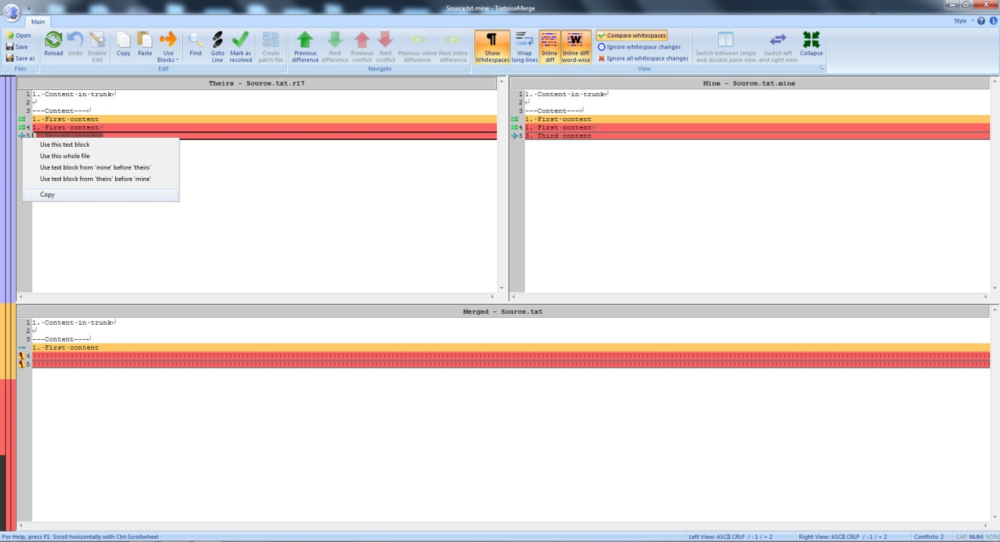 Source.txt.mine - TortoiseMerge
Main
Style
Open
Save
Save as
Reload
Undo
Enable Edit
Copy
Paste
Use Blocks
Find
Goto Line
Mark as resolved
Create patch file
Previous difference
Next difference
Previous conflict
Next conflict
Previous inline difference
Next inline difference
Show Whitespaces
Wrap long lines
Inline diff
Inline diff word-wise
Compare whitespaces
Ignore whitespace changes
Ignore all whitespace changes
Switch between single and double pane view
Switch left and right view
Collapse
Files
Edit
Navigate
View
Theirs - Source.txt.r17
1 1.·Content·in·trunk↵
2 ↵
3 ---Content---↵
1.·First·content
4 1.·First·content↵
5 Second content
Use this text block
Use this whole file
Use text block from 'mine' before 'theirs'
Use text block from 'theirs' before 'mine'
Copy
Mine - Source.txt.mine
1 1.·Content·in·trunk↵
2 ↵
3 ---Content---↵
1.·First·content
4 1.·First·content↵
5 3.·Third·content
Merged - Source.txt
1 1.·Content·in·trunk↵
2 ↵
3 ---Content---↵
1.·First·content
4
5
For Help, press F1. Scroll horizontally with Ctrl-Scrollwheel
Left View: ASCII CRLF / - 1 / + 2
Right View: ASCII CRLF / - 1 / + 2
Conflicts: 2
CAP NUM SCRL